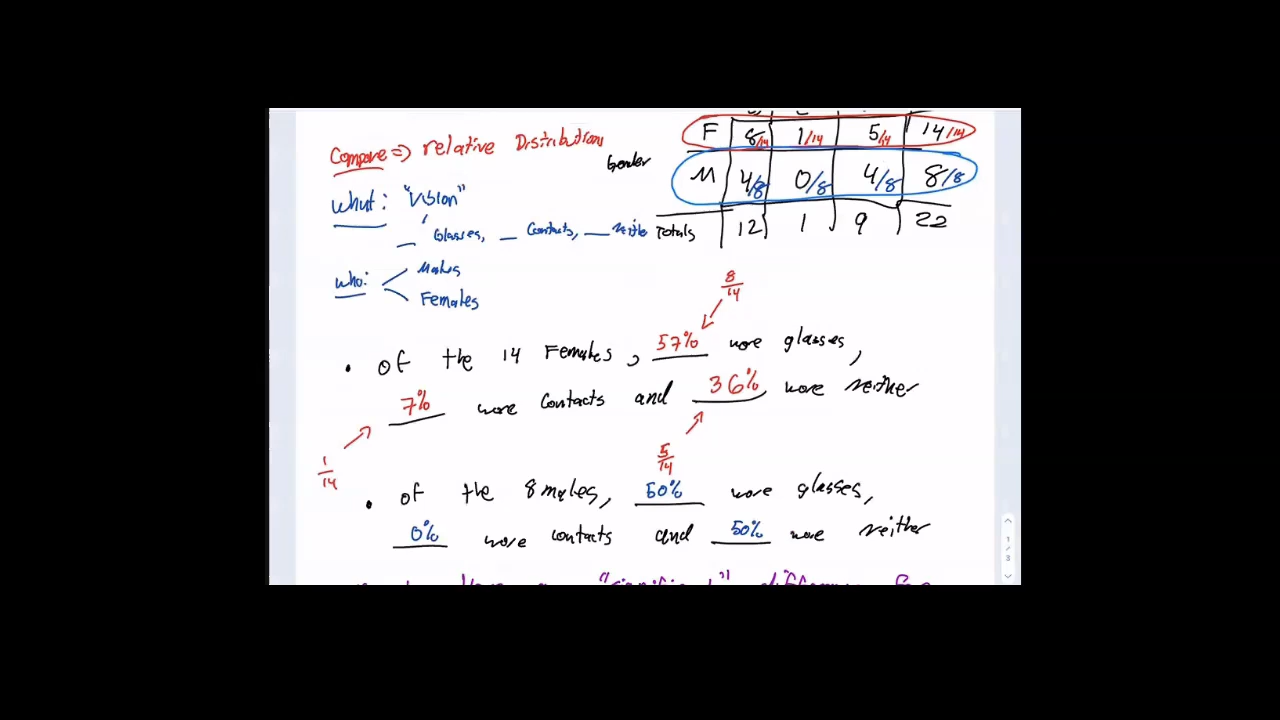 Compare => relative Distributions
what: "Vision"
Glasses, Contacts, neither
who: Males
Females
Gender
F 8/14 1/14 5/14 14/14
M 4/8 0/8 4/8 8/8
Totals 12 1 9 22
8/14
• of the 14 Females, 57% wore glasses,
7% wore contacts and 36% wore neither
1/14
5/14
• of the 8 males, 50% wore glasses,
0% wore contacts and 50% wore neither
1 / 3